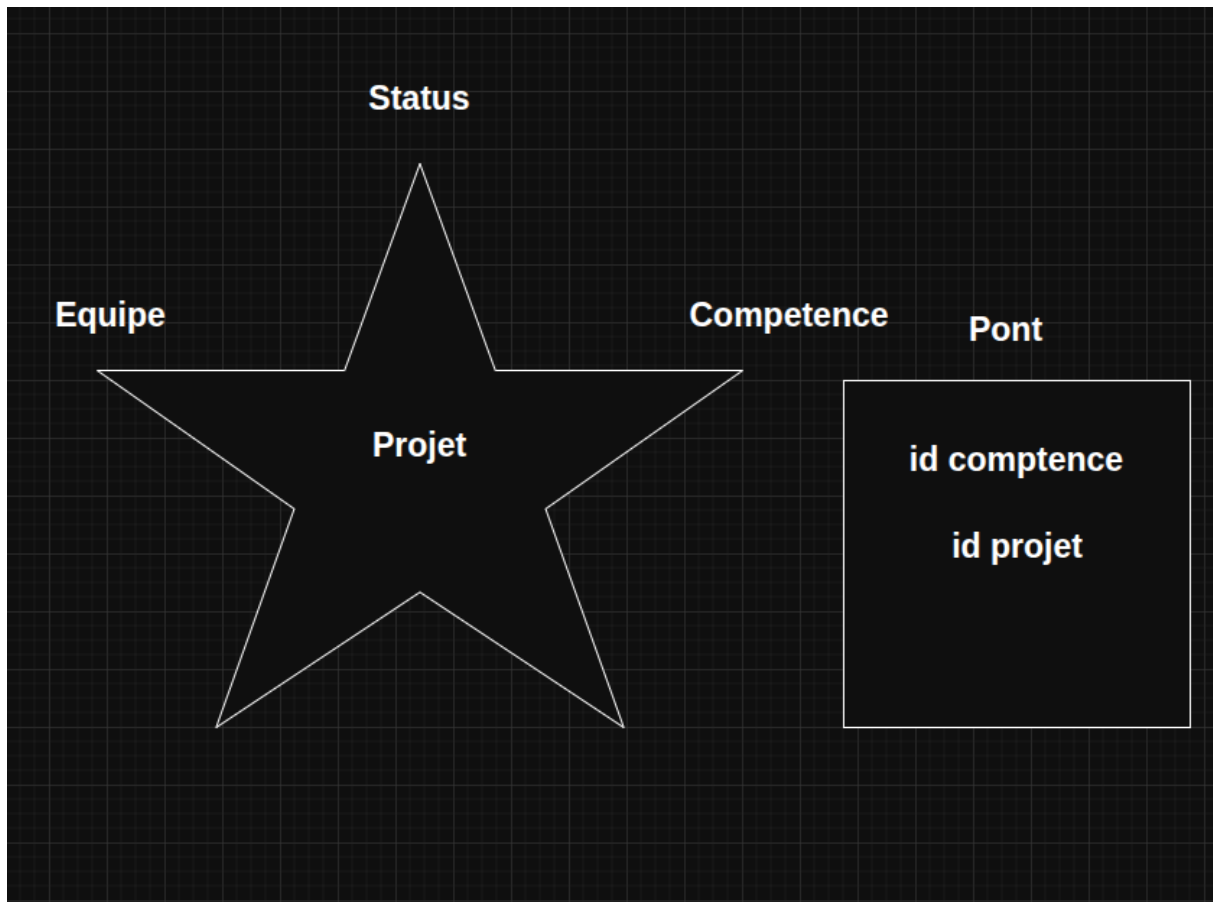 Status
Equipe
Competence
Pont
Projet
id comptence
id projet